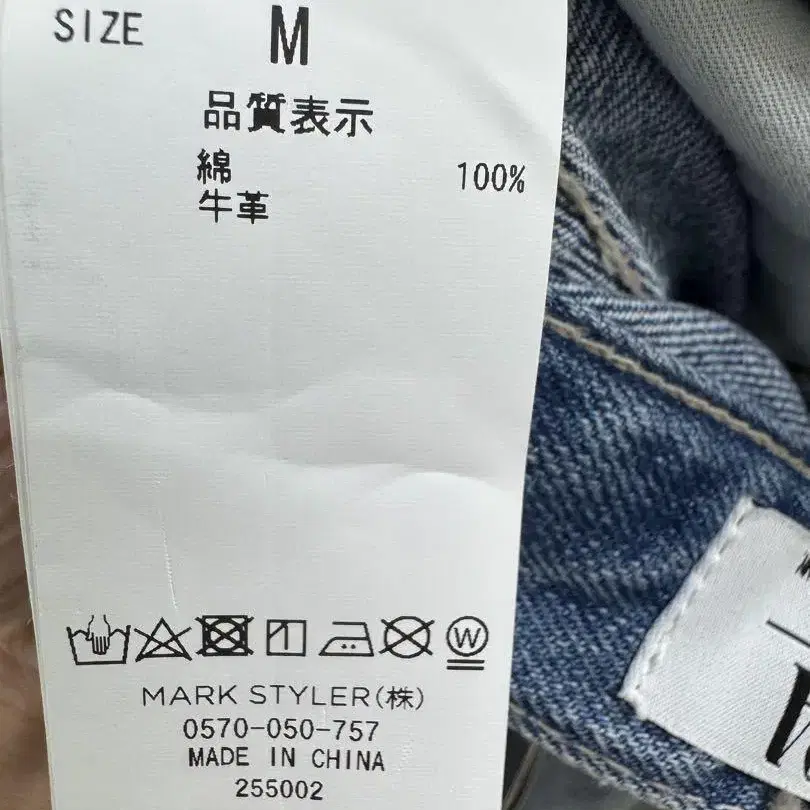 SIZE M
品質表示
綿 100%
牛革
W
MARK STYLER(株)
0570-050-757
MADE IN CHINA
255002